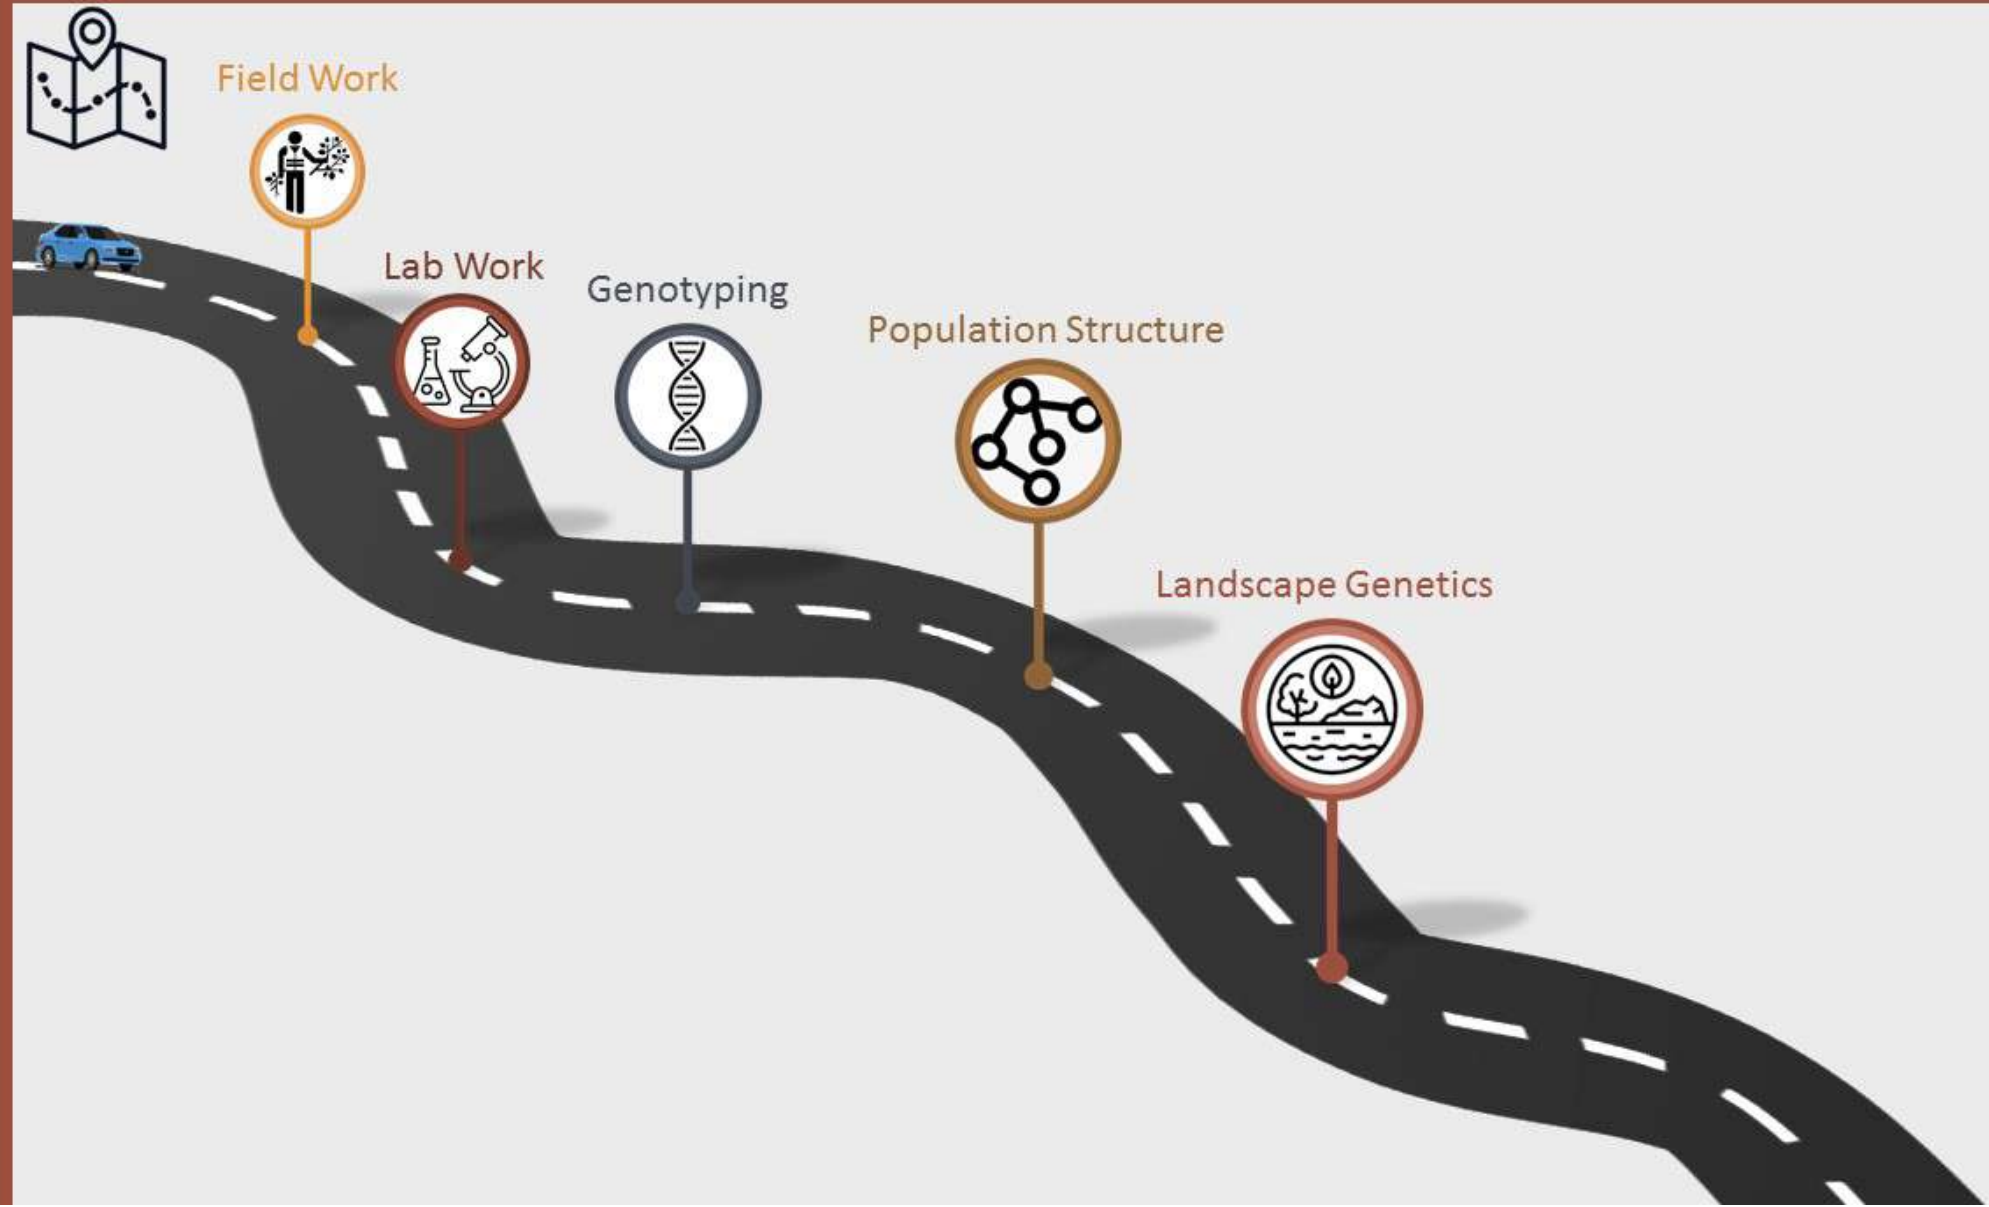 Field Work
Lab Work
Genotyping
Population Structure
Landscape Genetics